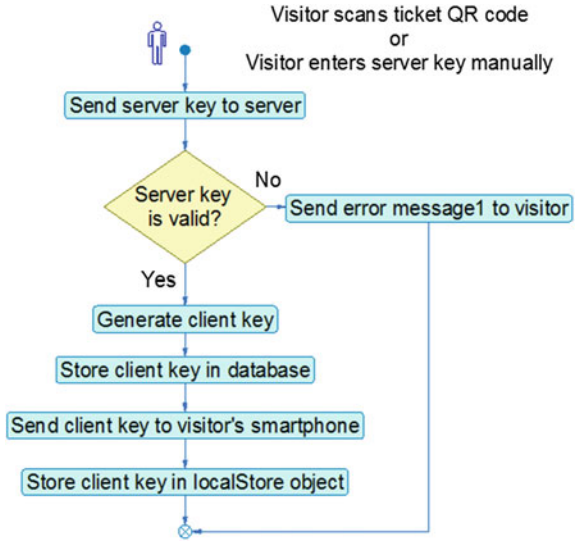 Visitor scans ticket QR code
or
Visitor enters server key manually
Send server key to server
Server key
is valid?
No
Send error message1 to visitor
Yes
Generate client key
Store client key in database
Send client key to visitor's smartphone
Store client key in localStore object